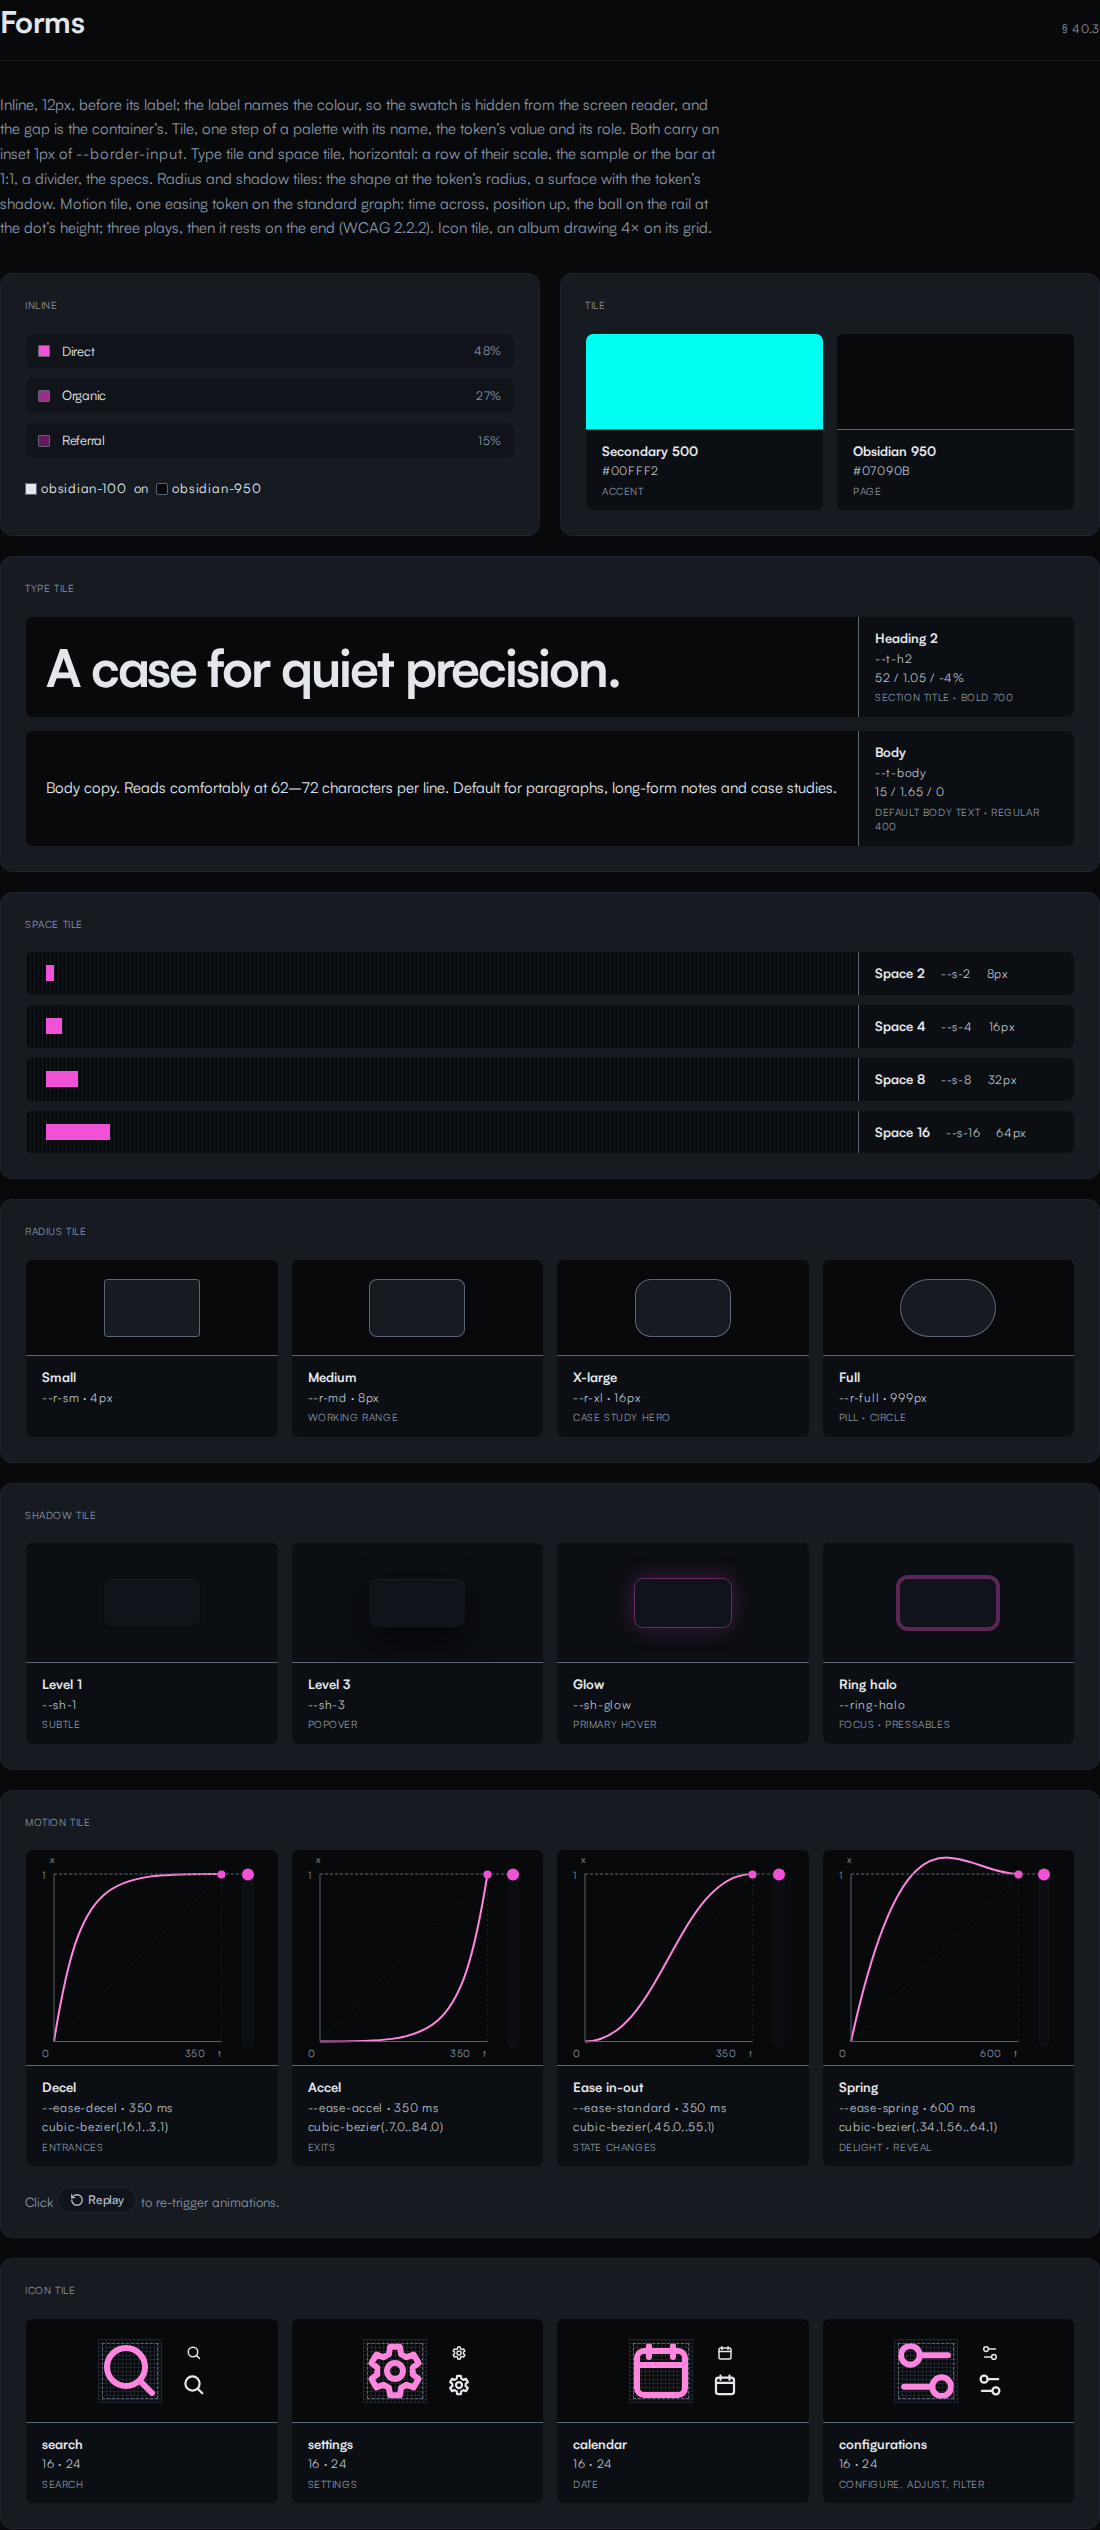 Forms
§ 40.3
Inline, 12px, before its label; the label names the colour, so the swatch is hidden from the screen reader, and
the gap is the container's. Tile, one step of a palette with its name, the token's value and its role. Both carry an
inset 1px of --border-input. Type tile and space tile, horizontal: a row of their scale, the sample or the bar at
1:1, a divider, the specs. Radius and shadow tiles: the shape at the token's radius, a surface with the token's
shadow. Motion tile, one easing token on the standard graph: time across, position up, the ball on the rail at
the dot's height; three plays, then it rests on the end (WCAG 2.2.2). Icon tile, an album drawing 4× on its grid.
INLINE
Direct 48%
Organic 27%
Referral 15%
obsidian-100 on obsidian-950
TILE
Secondary 500
#00FFF2
ACCENT
Obsidian 950
#07090B
PAGE
TYPE TILE
A case for quiet precision.
Heading 2
--t-h2
52 / 1.05 / -4%
SECTION TITLE • BOLD 700
Body copy. Reads comfortably at 62—72 characters per line. Default for paragraphs, long-form notes and case studies.
Body
--t-body
15 / 1.65 / 0
DEFAULT BODY TEXT • REGULAR
400
SPACE TILE
Space 2 --s-2 8px
Space 4 --s-4 16px
Space 8 --s-8 32px
Space 16 --s-16 64px
RADIUS TILE
Small
--r-sm • 4px
Medium
--r-md • 8px
WORKING RANGE
X-large
--r-xl • 16px
CASE STUDY HERO
Full
--r-full • 999px
PILL • CIRCLE
SHADOW TILE
Level 1
--sh-1
SUBTLE
Level 3
--sh-3
POPOVER
Glow
--sh-glow
PRIMARY HOVER
Ring halo
--ring-halo
FOCUS • PRESSABLES
MOTION TILE
x
1
0 350 t
Decel
--ease-decel • 350 ms
cubic-bezier(.16,1,.3,1)
ENTRANCES
x
1
0 350 t
Accel
--ease-accel • 350 ms
cubic-bezier(.7,0,.84,0)
EXITS
x
1
0 350 t
Ease in-out
--ease-standard • 350 ms
cubic-bezier(.45,0,.55,1)
STATE CHANGES
x
1
0 600 t
Spring
--ease-spring • 600 ms
cubic-bezier(.34,1.56,.64,1)
DELIGHT • REVEAL
Click Replay to re-trigger animations.
ICON TILE
search
16 • 24
SEARCH
settings
16 • 24
SETTINGS
calendar
16 • 24
DATE
configurations
16 • 24
CONFIGURE, ADJUST, FILTER